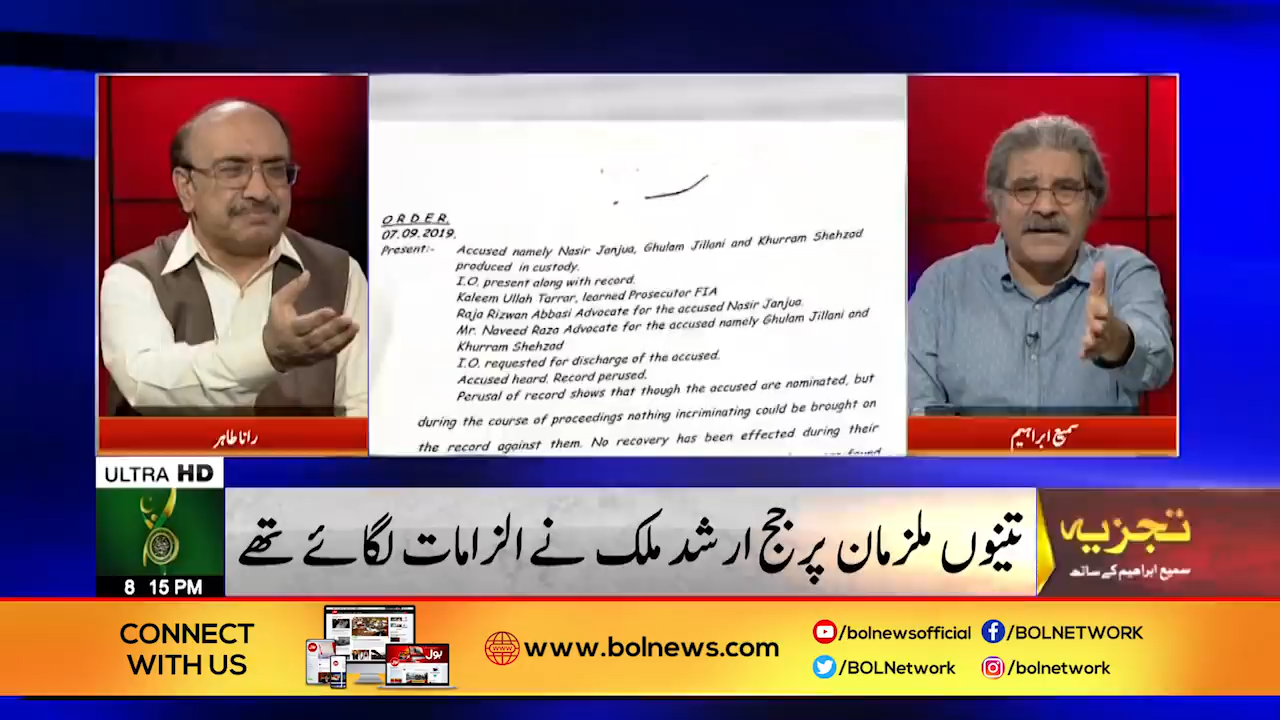 ORDER.
07.09.2019.
Present:- Accused namely Nasir Janjua, Ghulam Jillani and Khurram Shehzad
produced in custody.
I.O. present along with record.
Kaleem Ullah Tarrar, learned Prosecutor FIA
Raja Rizwan Abbasi Advocate for the accused Nasir Janjua.
Mr. Naveed Raza Advocate for the accused namely Ghulam Jillani and
Khurram Shehzad
I.O. requested for discharge of the accused.
Accused heard. Record perused.
Perusal of record shows that though the accused are nominated, but
during the course of proceedings nothing incriminating could be brought on
the record against them. No recovery has been effected during their
رانا طاہر
سمیع ابراہیم
ULTRA HD
تینوں ملزمان پر جج ارشد ملک نے الزامات لگائے تھے
تجزیہ
سمیع ابراہیم کے ساتھ
8 15 PM
CONNECT
WITH US
www.bolnews.com
/bolnewsofficial
/BOLNETWORK
/BOLNetwork
/bolnetwork